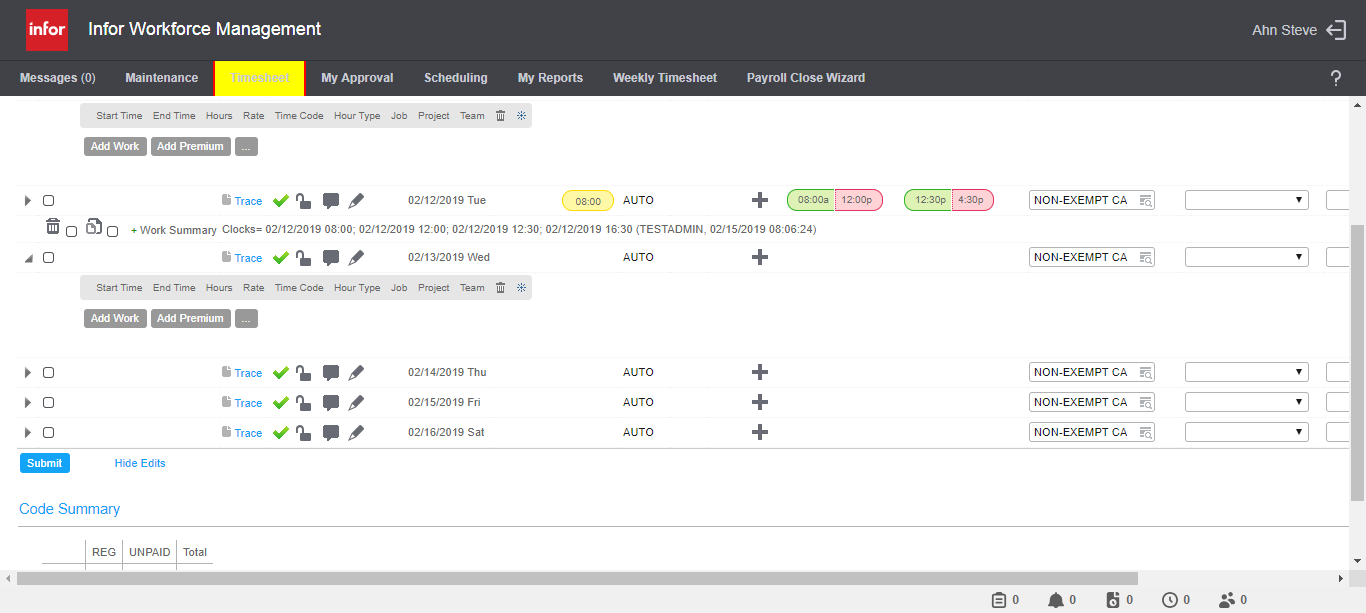 infor Infor Workforce Management Ahn Steve
Messages (0) Maintenance Timesheet My Approval Scheduling My Reports Weekly Timesheet Payroll Close Wizard ?
Start Time End Time Hours Rate Time Code Hour Type Job Project Team
Add Work Add Premium ...
Trace 02/12/2019 Tue 08:00 AUTO 08:00a 12:00p 12:30p 4:30p NON-EXEMPT CA
+ Work Summary Clocks= 02/12/2019 08:00; 02/12/2019 12:00; 02/12/2019 12:30; 02/12/2019 16:30 (TESTADMIN, 02/15/2019 08:06:24)
Trace 02/13/2019 Wed AUTO NON-EXEMPT CA
Start Time End Time Hours Rate Time Code Hour Type Job Project Team
Add Work Add Premium ...
Trace 02/14/2019 Thu AUTO NON-EXEMPT CA
Trace 02/15/2019 Fri AUTO NON-EXEMPT CA
Trace 02/16/2019 Sat AUTO NON-EXEMPT CA
Submit Hide Edits
Code Summary
REG UNPAID Total
0 0 0 0 0